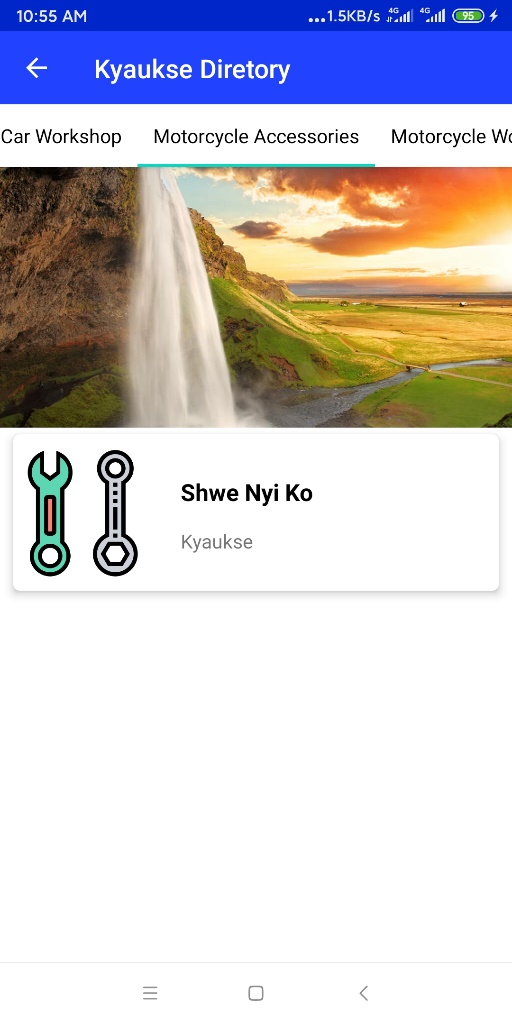 10:55 AM
...1.5KB/s 4G 4G 95
Kyaukse Diretory
Car Workshop Motorcycle Accessories Motorcycle Wo
Shwe Nyi Ko
Kyaukse